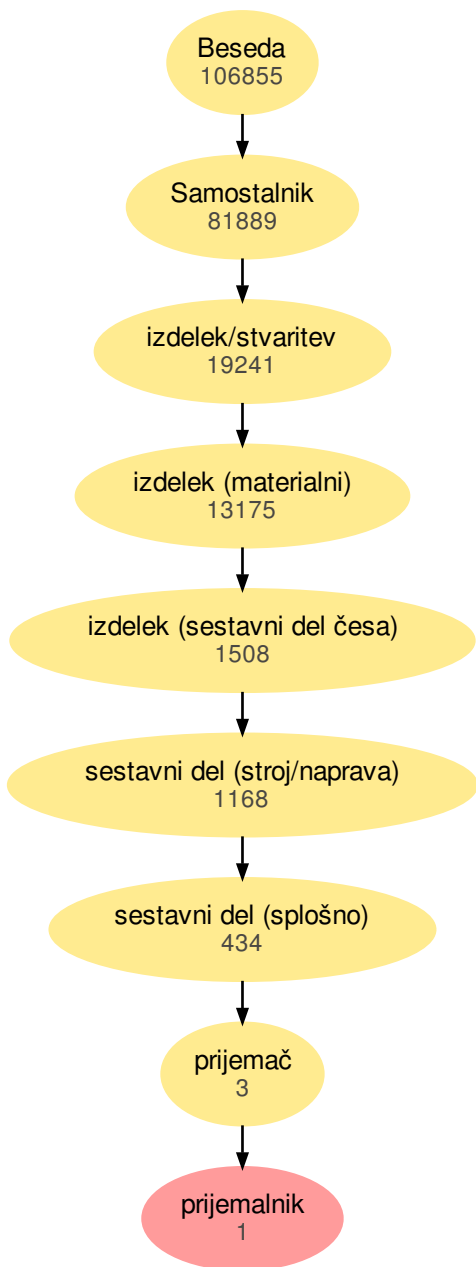 Beseda
106855
Samostalnik
81889
izdelek/stvaritev
19241
izdelek (materialni)
13175
izdelek (sestavni del česa)
1508
sestavni del (stroj/naprava)
1168
sestavni del (splošno)
434
prijemač
3
prijemalnik
1